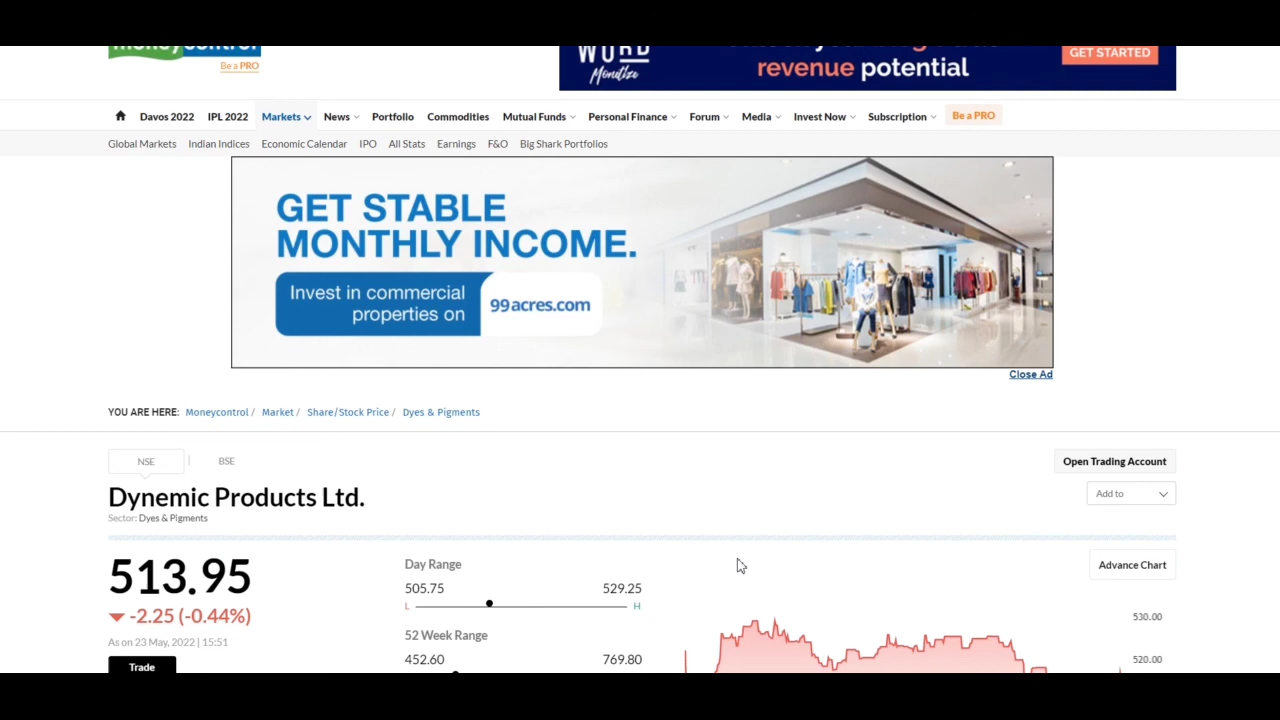 moneycontrol
Be a PRO
WORD
Monetize
revenue potential
GET STARTED
Davos 2022 IPL 2022 Markets News Portfolio Commodities Mutual Funds Personal Finance Forum Media Invest Now Subscription Be a PRO
Global Markets Indian Indices Economic Calendar IPO All Stats Earnings F&O Big Shark Portfolios
GET STABLE
MONTHLY INCOME.
Invest in commercial
properties on
99acres.com
Close Ad
YOU ARE HERE: Moneycontrol / Market / Share/Stock Price / Dyes & Pigments
NSE | BSE
Open Trading Account
Dynemic Products Ltd.
Add to
Sector: Dyes & Pigments
513.95
-2.25 (-0.44%)
As on 23 May, 2022 | 15:51
Trade
Day Range
505.75 529.25
L H
52 Week Range
452.60 769.80
Advance Chart
530.00
520.00